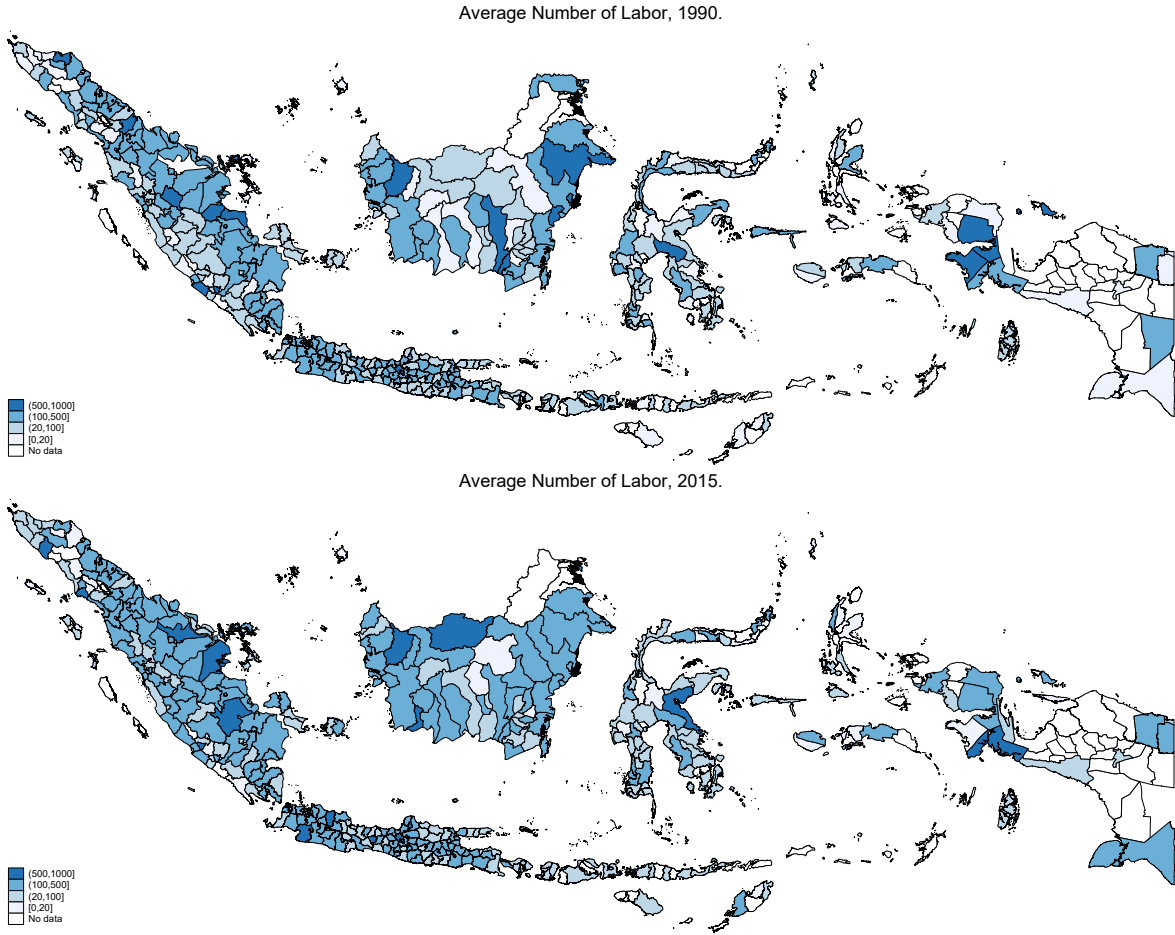 Average Number of Labor, 1990.
(500,1000]
(100,500]
(20,100]
[0,20]
No data
Average Number of Labor, 2015.
(500,1000]
(100,500]
(20,100]
[0,20]
No data